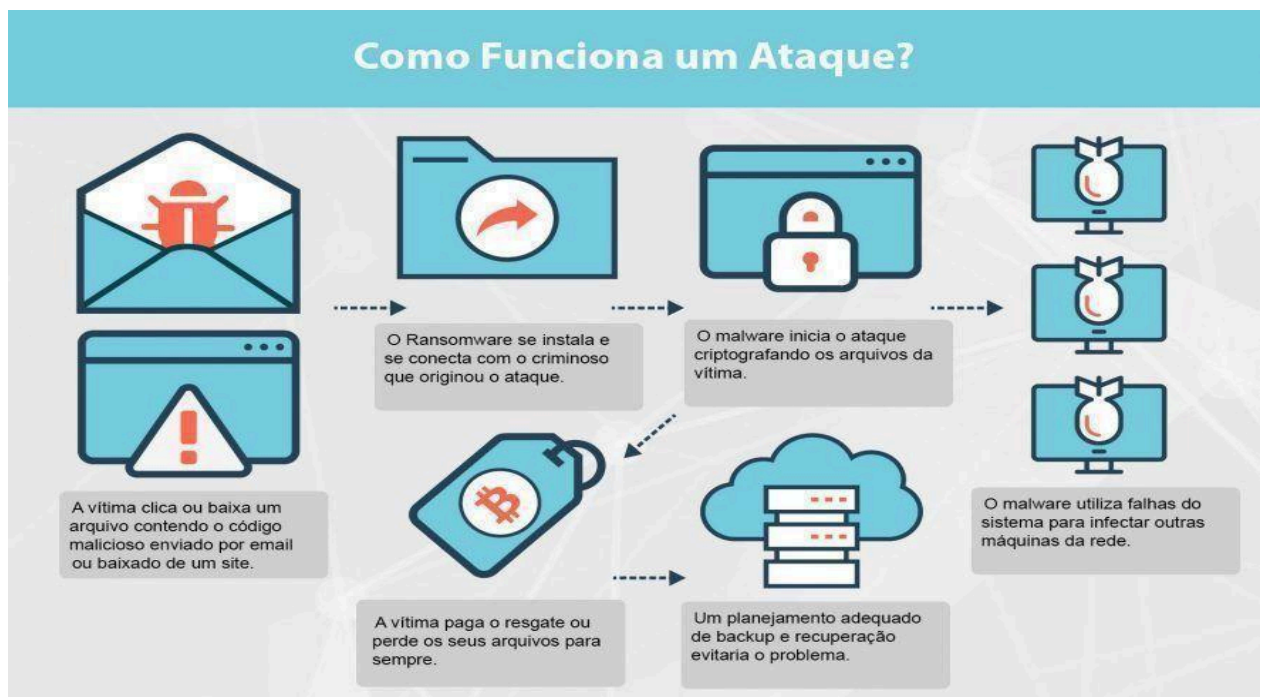 Como Funciona um Ataque?
A vítima clica ou baixa um
arquivo contendo o código
malicioso enviado por email
ou baixado de um site.
O Ransomware se instala e
se conecta com o criminoso
que originou o ataque.
O malware inicia o ataque
criptografando os arquivos da
vítima.
O malware utiliza falhas do
sistema para infectar outras
máquinas da rede.
A vítima paga o resgate ou
perde os seus arquivos para
sempre.
Um planejamento adequado
de backup e recuperação
evitaria o problema.